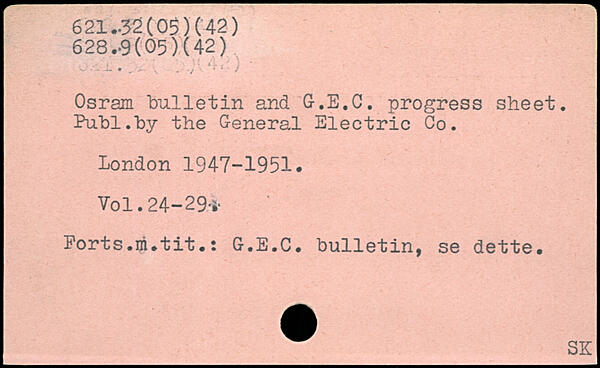 621.32(05)(42)
628.9(05)(42)
Osram bulletin and G.E.C. progress sheet.
Publ.by the General Electric Co.
London 1947-1951.
Vol.24-29.
Forts.m.tit.: G.E.C. bulletin, se dette.
SK